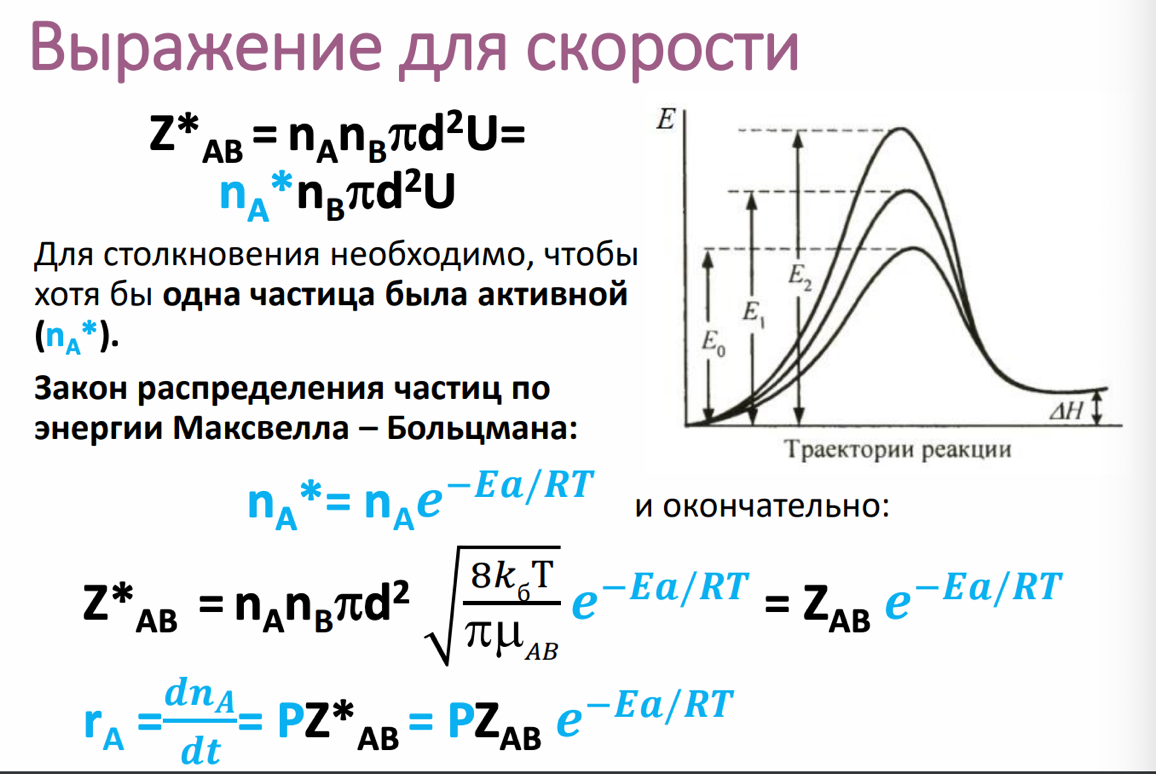 Выражение для скорости
Z*AB = nAnBπd²U=
nA*nBπd²U
Для столкновения необходимо, чтобы
хотя бы одна частица была активной
(nA*).
Закон распределения частиц по
энергии Максвелла – Больцмана:
E
E₂
E₁
E₀
ΔH
Траектории реакции
nA*= nAe^−Ea/RT
и окончательно:
Z*AB = nAnBπd² √(8kбT/πμAB) e^−Ea/RT = ZAB e^−Ea/RT
rA = dnA/dt = PZ*AB = PZAB e^−Ea/RT